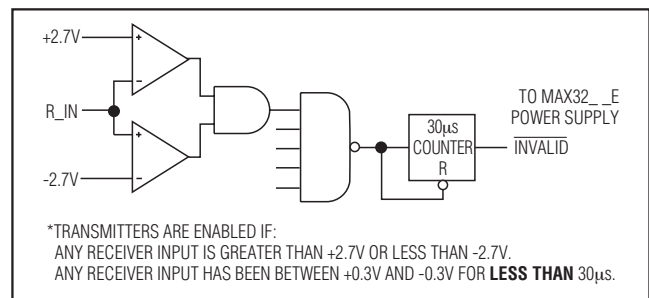 +2.7V
+
-
R_IN
+
-
-2.7V
30μs
COUNTER
R
TO MAX32_ _E
POWER SUPPLY
INVALID
*TRANSMITTERS ARE ENABLED IF:
ANY RECEIVER INPUT IS GREATER THAN +2.7V OR LESS THAN -2.7V.
ANY RECEIVER INPUT HAS BEEN BETWEEN +0.3V AND -0.3V FOR LESS THAN 30μs.